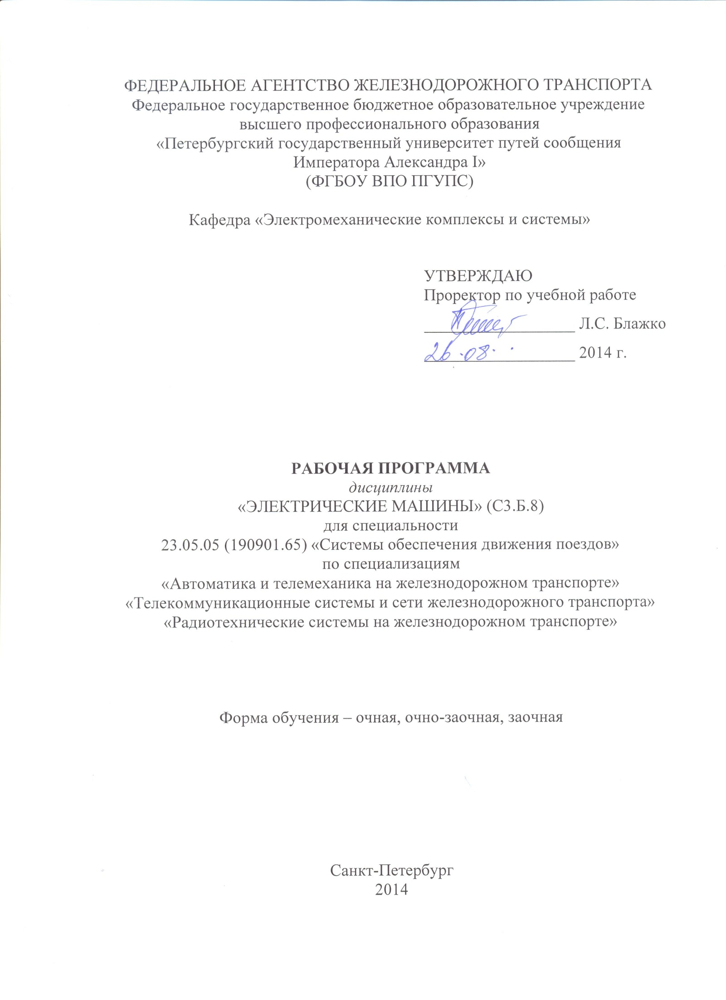 ФЕДЕРАЛЬНОЕ АГЕНТСТВО ЖЕЛЕЗНОДОРОЖНОГО ТРАНСПОРТА
Федеральное государственное бюджетное образовательное учреждение
высшего профессионального образования
«Петербургский государственный университет путей сообщения
Императора Александра I»
(ФГБОУ ВПО ПГУПС)
Кафедра «Электромеханические комплексы и системы»
УТВЕРЖДАЮ
Проректор по учебной работе
Л.С. Блажко
26.08. 2014 г.
РАБОЧАЯ ПРОГРАММА
дисциплины
«ЭЛЕКТРИЧЕСКИЕ МАШИНЫ» (С3.Б.8)
для специальности
23.05.05 (190901.65) «Системы обеспечения движения поездов»
по специализациям
«Автоматика и телемеханика на железнодорожном транспорте»
«Телекоммуникационные системы и сети железнодорожного транспорта»
«Радиотехнические системы на железнодорожном транспорте»
Форма обучения – очная, очно-заочная, заочная
Санкт-Петербург
2014